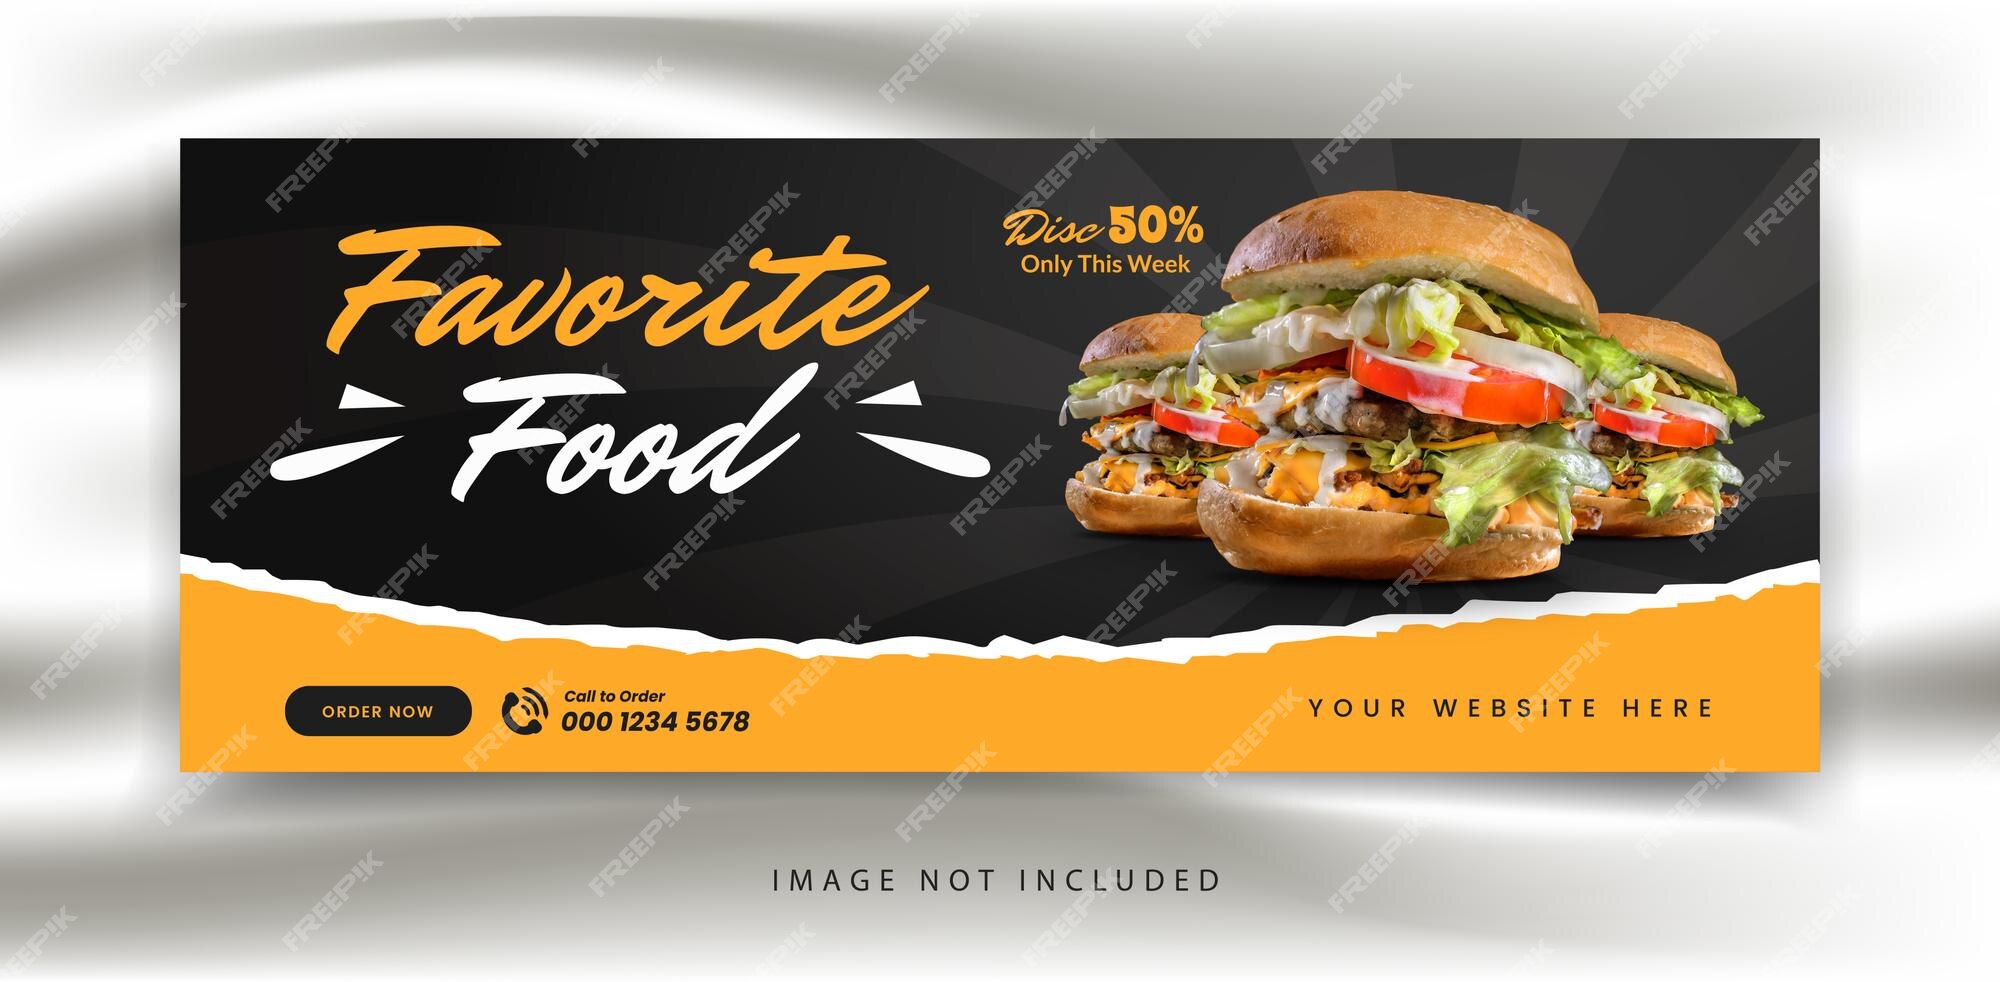 Favorite
Food
Disc 50%
Only This Week
ORDER NOW
Call to Order
000 1234 5678
YOUR WEBSITE HERE
IMAGE NOT INCLUDED
FREEPIK